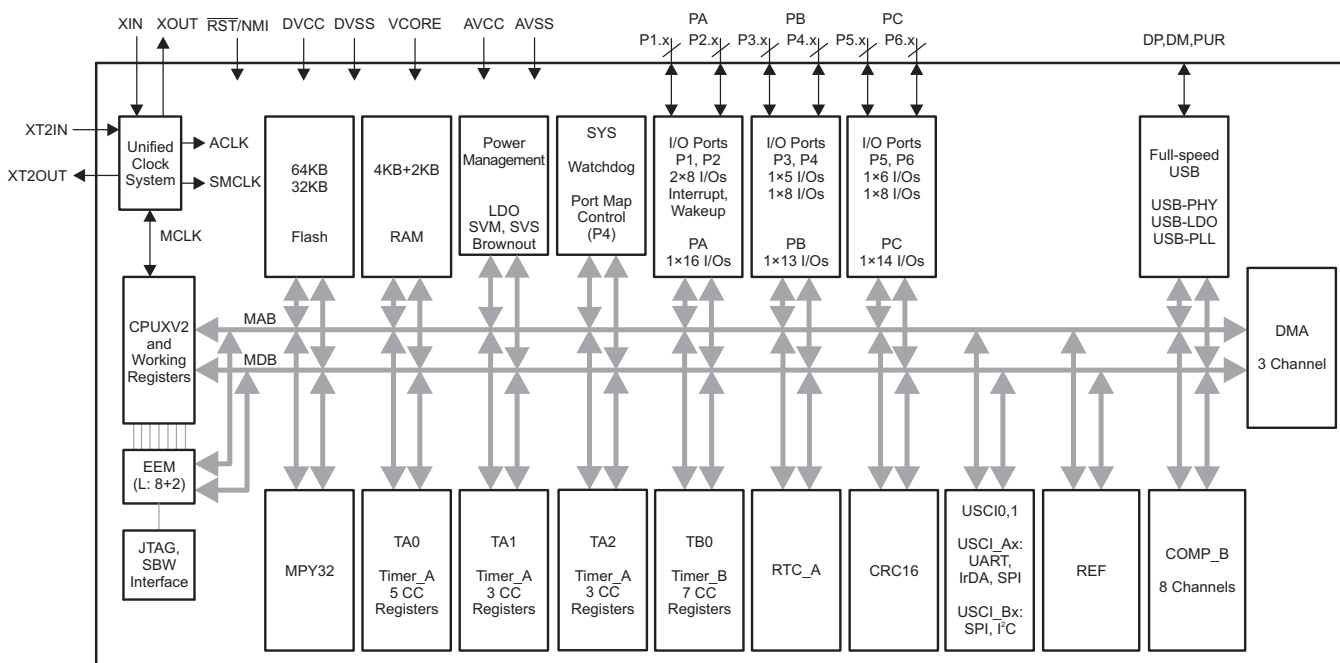 XIN
XOUT
RST/NMI
DVCC
DVSS
VCORE
AVCC
AVSS
PA
P1.x
P2.x
PB
P3.x
P4.x
PC
P5.x
P6.x
DP,DM,PUR
XT2IN
XT2OUT
Unified
Clock
System
ACLK
SMCLK
MCLK
64KB
32KB
Flash
4KB+2KB
RAM
Power
Management
LDO
SVM, SVS
Brownout
SYS
Watchdog
Port Map
Control
(P4)
I/O Ports
P1, P2
2×8 I/Os
Interrupt,
Wakeup
PA
1×16 I/Os
I/O Ports
P3, P4
1×5 I/Os
1×8 I/Os
PB
1×13 I/Os
I/O Ports
P5, P6
1×6 I/Os
1×8 I/Os
PC
1×14 I/Os
Full-speed
USB
USB-PHY
USB-LDO
USB-PLL
CPUXV2
and
Working
Registers
MAB
MDB
DMA
3 Channel
EEM
(L: 8+2)
JTAG,
SBW
Interface
MPY32
TA0
Timer_A
5 CC
Registers
TA1
Timer_A
3 CC
Registers
TA2
Timer_A
3 CC
Registers
TB0
Timer_B
7 CC
Registers
RTC_A
CRC16
USCI0,1
USCI_Ax:
UART,
IrDA, SPI
USCI_Bx:
SPI, I²C
REF
COMP_B
8 Channels